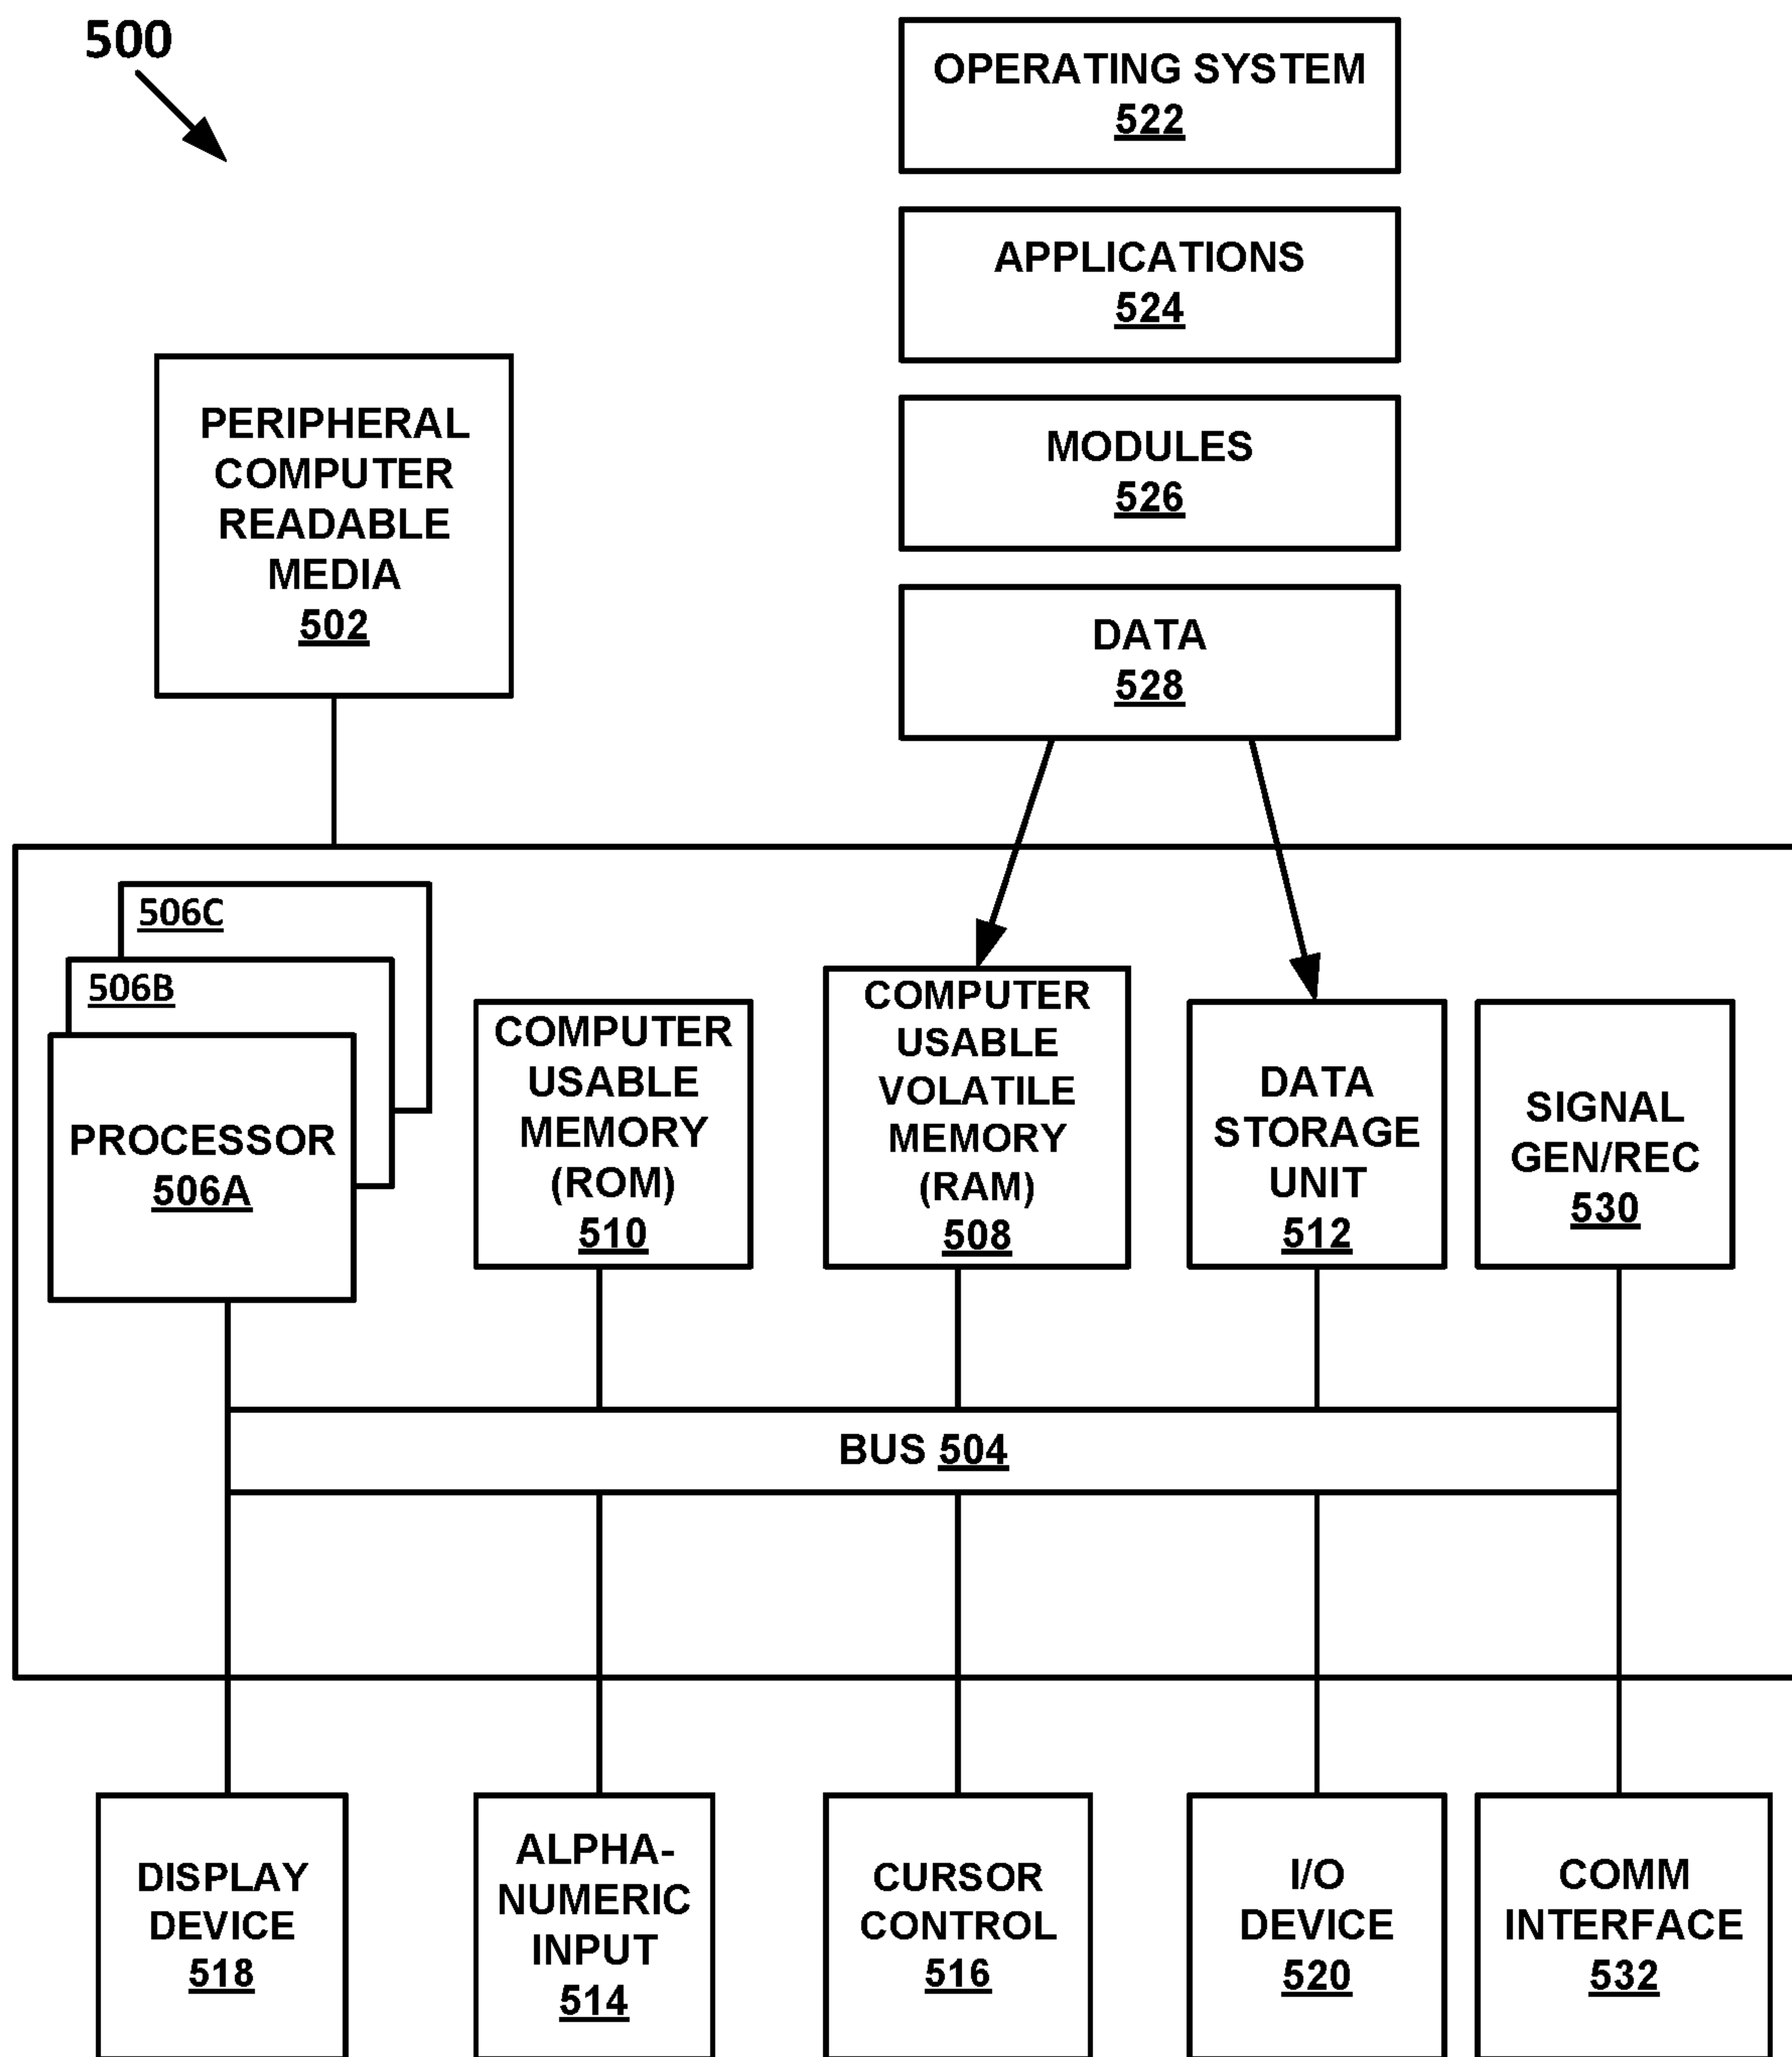 500
OPERATING SYSTEM
522
APPLICATIONS
524
PERIPHERAL
COMPUTER
READABLE
MEDIA
502
MODULES
526
DATA
528
506C
506B
PROCESSOR
506A
COMPUTER
USABLE
MEMORY
(ROM)
510
COMPUTER
USABLE
VOLATILE
MEMORY
(RAM)
508
DATA
STORAGE
UNIT
512
SIGNAL
GEN/REC
530
BUS 504
DISPLAY
DEVICE
518
ALPHA-
NUMERIC
INPUT
514
CURSOR
CONTROL
516
I/O
DEVICE
520
COMM
INTERFACE
532